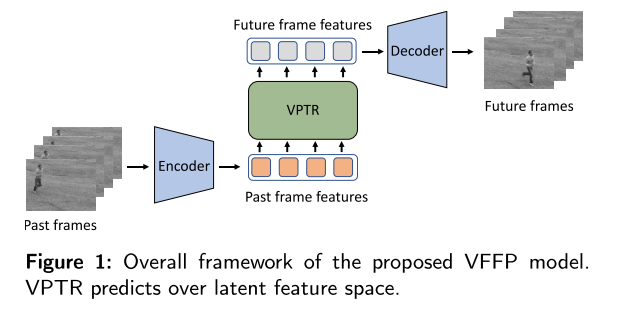 Future frame features
Decoder
Future frames
VPTR
Encoder
Past frame features
Past frames
Figure 1: Overall framework of the proposed VFFP model.
VPTR predicts over latent feature space.